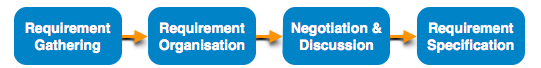 Requirement
Gathering
Requirement
Organisation
Negotiation &
Discussion
Requirement
Specification